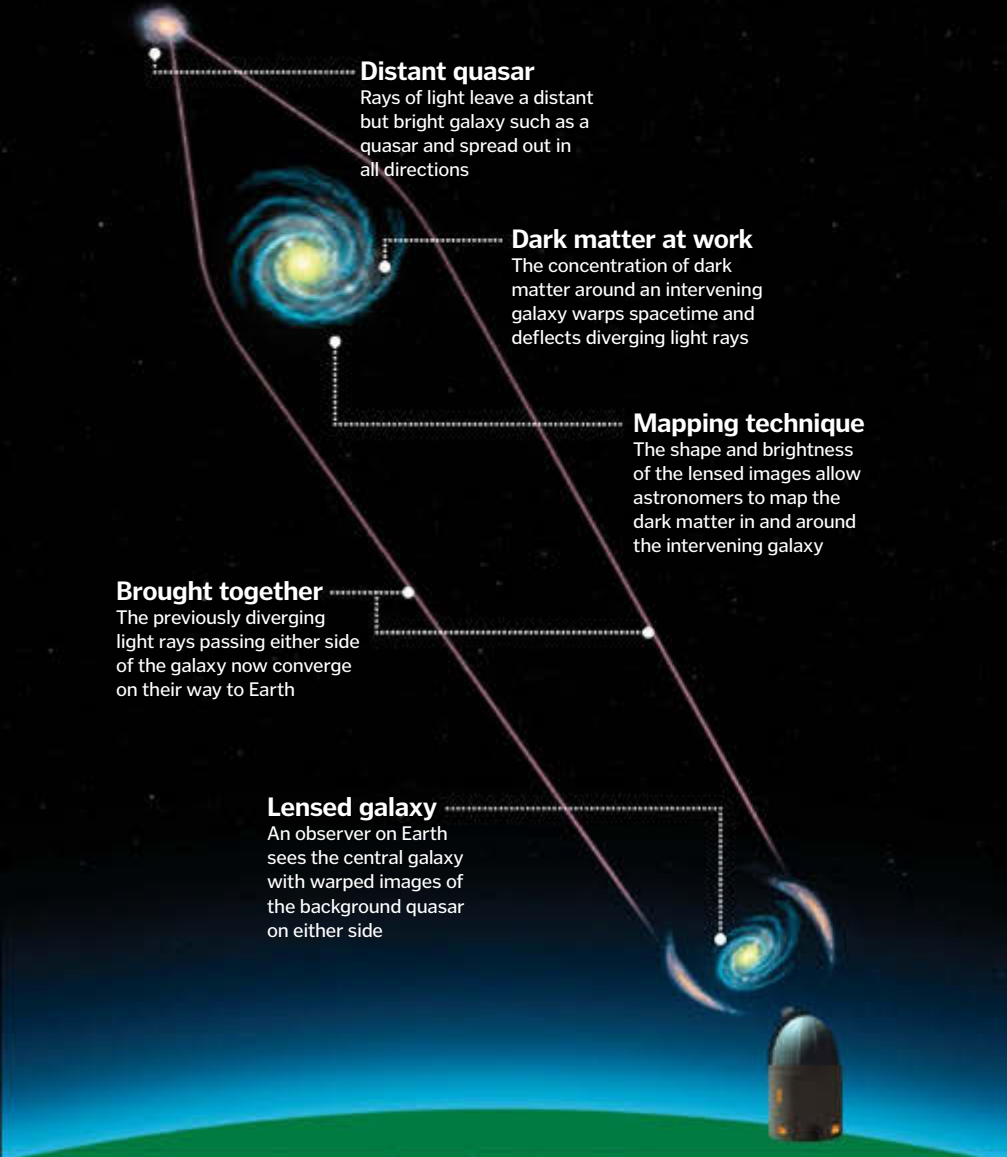 Distant quasar
Rays of light leave a distant
but bright galaxy such as a
quasar and spread out in
all directions
Dark matter at work
The concentration of dark
matter around an intervening
galaxy warps spacetime and
deflects diverging light rays
Mapping technique
The shape and brightness
of the lensed images allow
astronomers to map the
dark matter in and around
the intervening galaxy
Brought together
The previously diverging
light rays passing either side
of the galaxy now converge
on their way to Earth
Lensed galaxy
An observer on Earth
sees the central galaxy
with warped images of
the background quasar
on either side